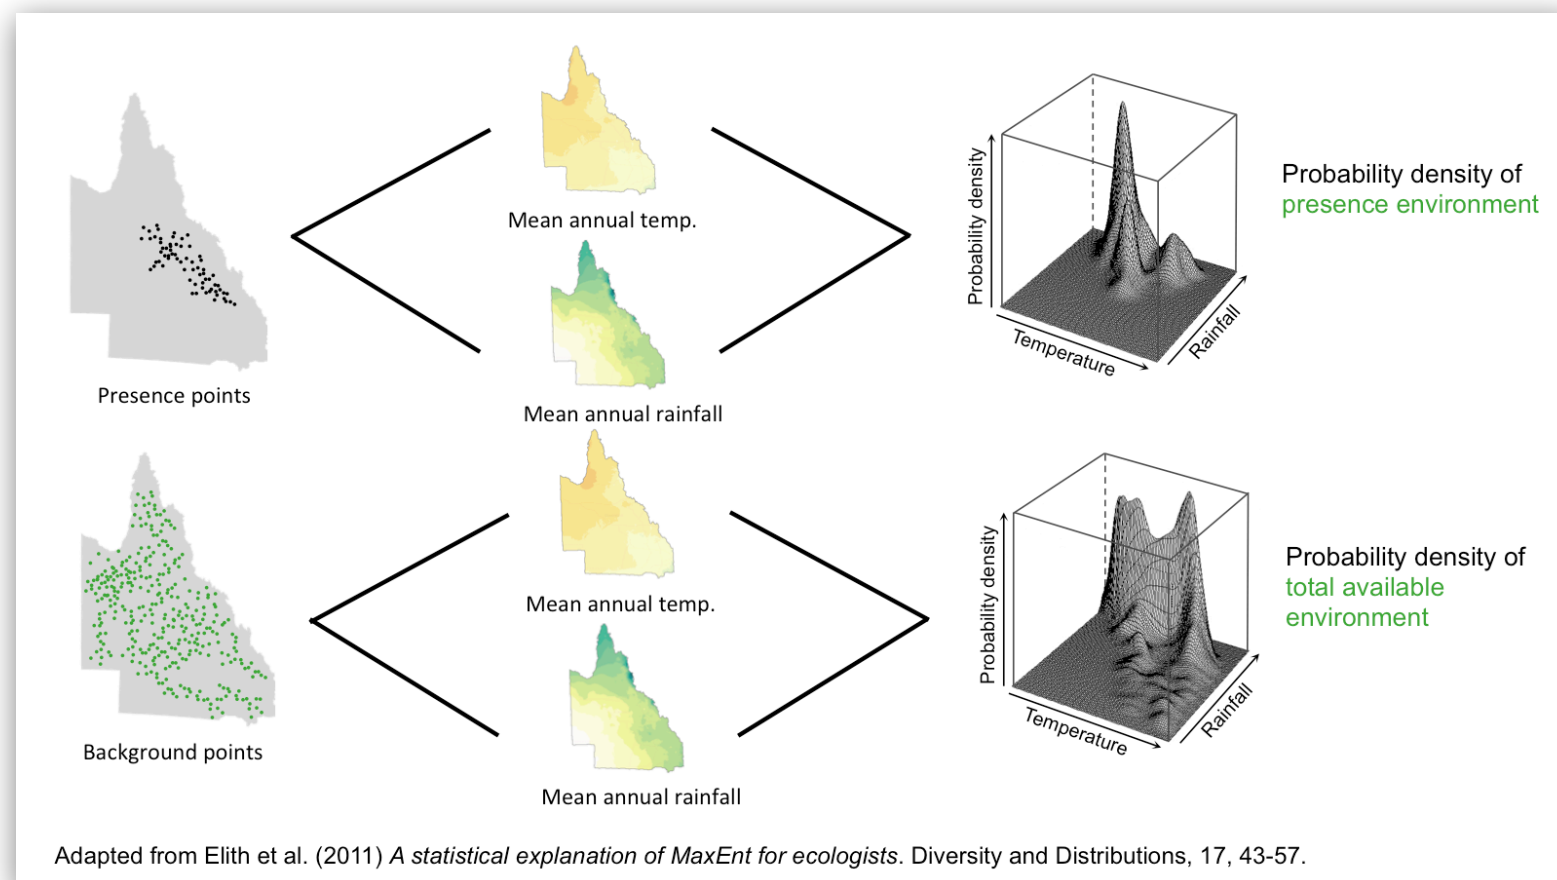 Presence points
Mean annual temp.
Mean annual rainfall
Probability density
Temperature
Rainfall
Probability density of
presence environment
Background points
Mean annual temp.
Mean annual rainfall
Probability density
Temperature
Rainfall
Probability density of
total available
environment
Adapted from Elith et al. (2011) A statistical explanation of MaxEnt for ecologists. Diversity and Distributions, 17, 43-57.